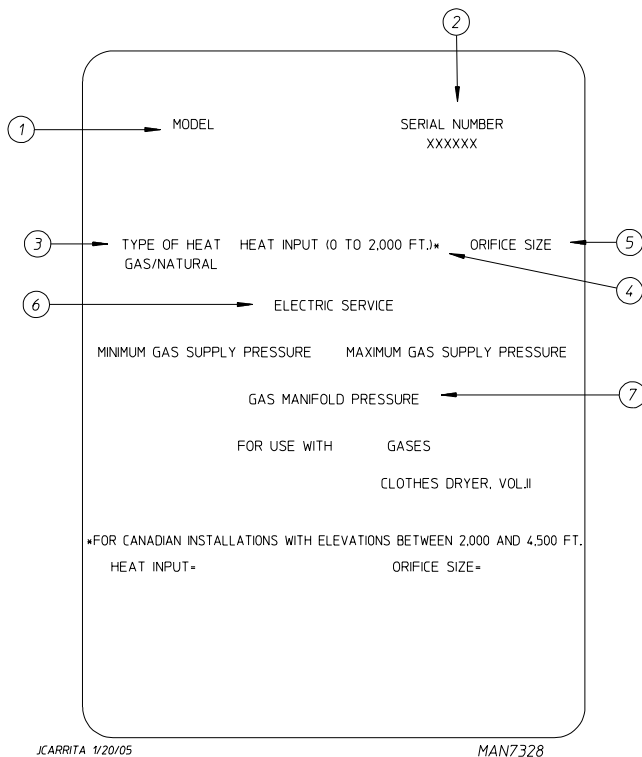 2
1 MODEL SERIAL NUMBER
XXXXXX
3 TYPE OF HEAT HEAT INPUT (0 TO 2,000 FT.)* ORIFICE SIZE 5
GAS/NATURAL
4
6 ELECTRIC SERVICE
MINIMUM GAS SUPPLY PRESSURE MAXIMUM GAS SUPPLY PRESSURE
GAS MANIFOLD PRESSURE 7
FOR USE WITH GASES
CLOTHES DRYER, VOL.II
*FOR CANADIAN INSTALLATIONS WITH ELEVATIONS BETWEEN 2,000 AND 4,500 FT.
HEAT INPUT= ORIFICE SIZE=
JCARRITA 1/20/05 MAN7328